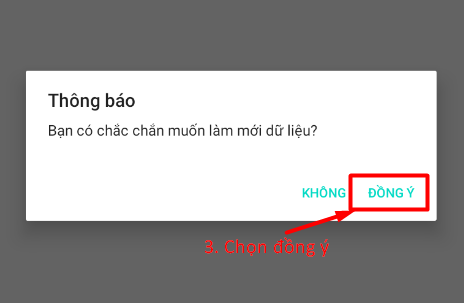 Thông báo
Bạn có chắc chắn muốn làm mới dữ liệu?
KHÔNG ĐỒNG Ý
3. Chọn đồng ý